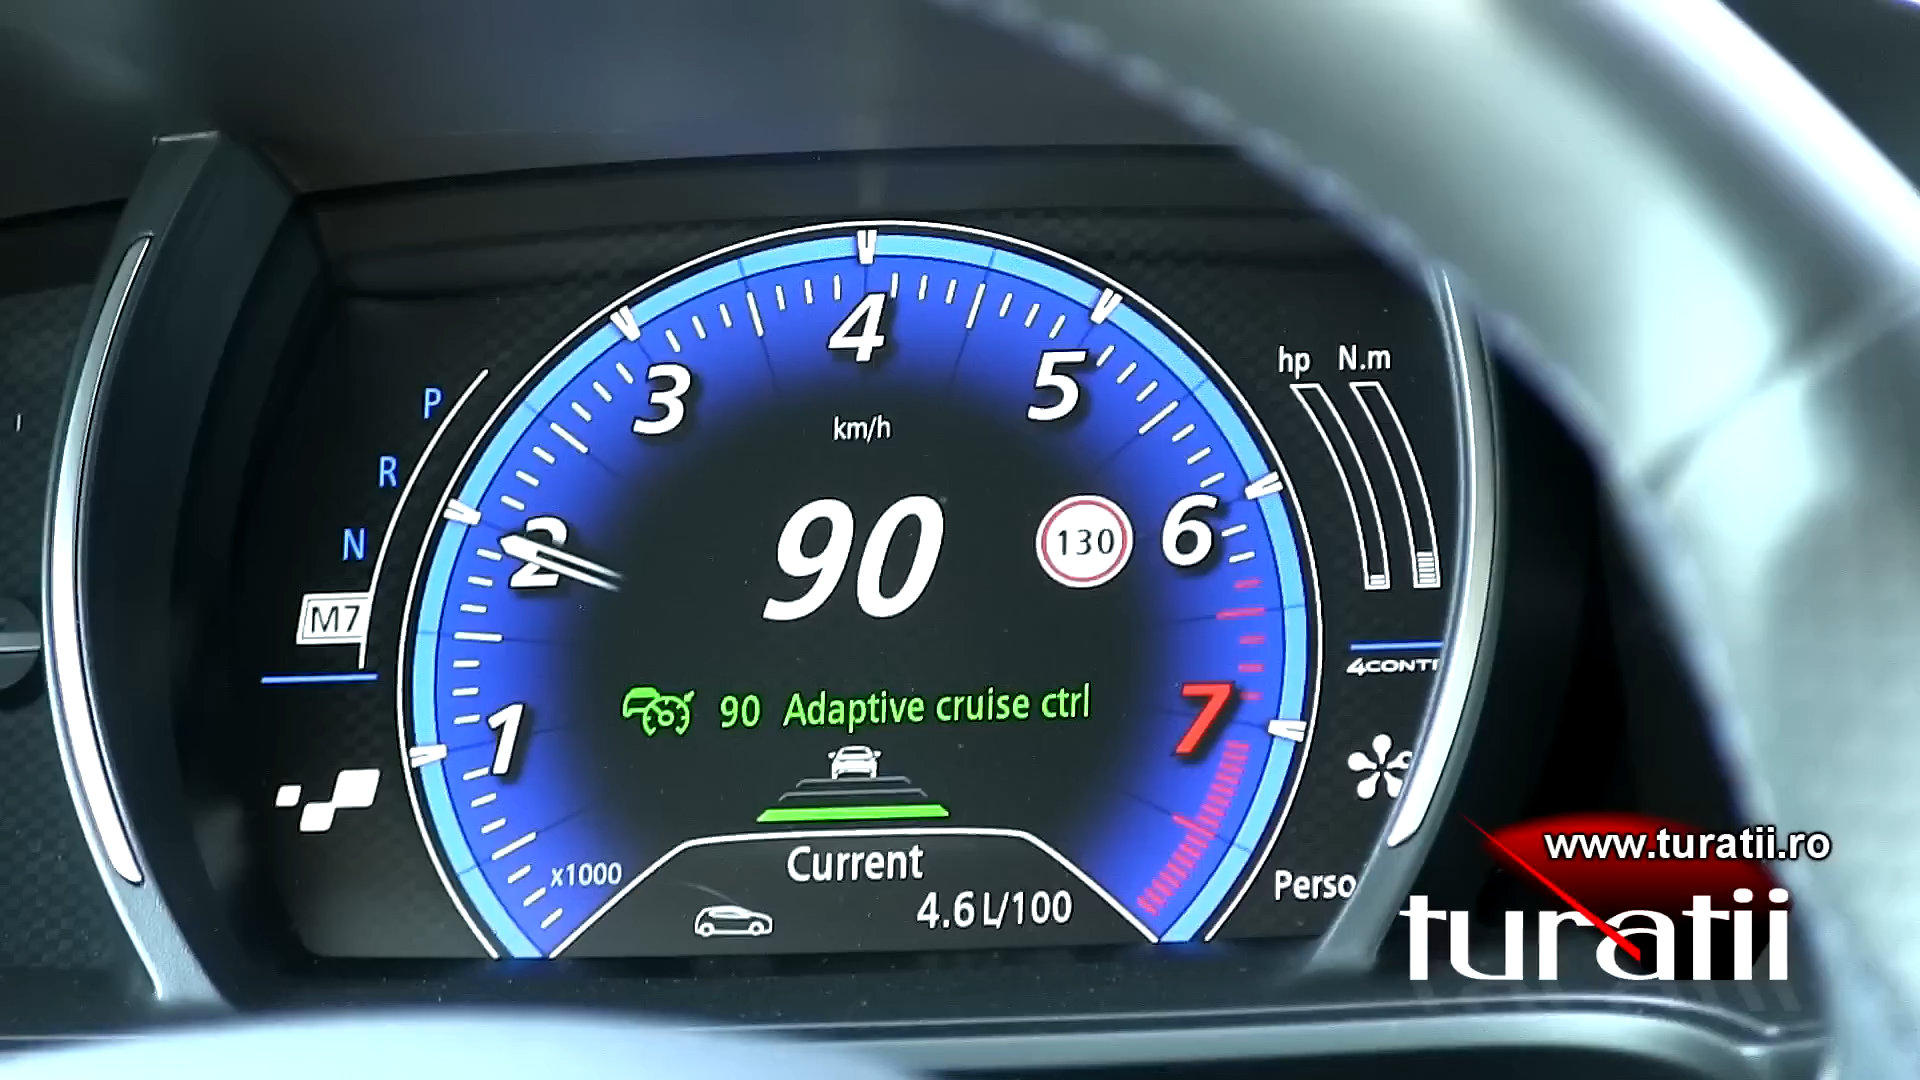 P
R
N
M7
1
2
3
4
5
6
7
x1000
km/h
90
130
90 Adaptive cruise ctrl
Current
4.6 L/100
hp N.m
4CONT
Perso
www.turatii.ro
turatii